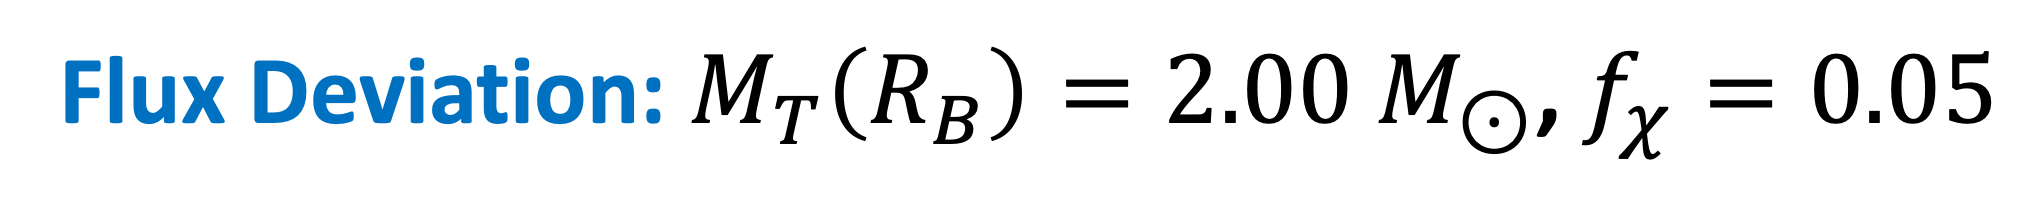 Flux Deviation: M_T(R_B) = 2.00 M_⊙, f_χ = 0.05